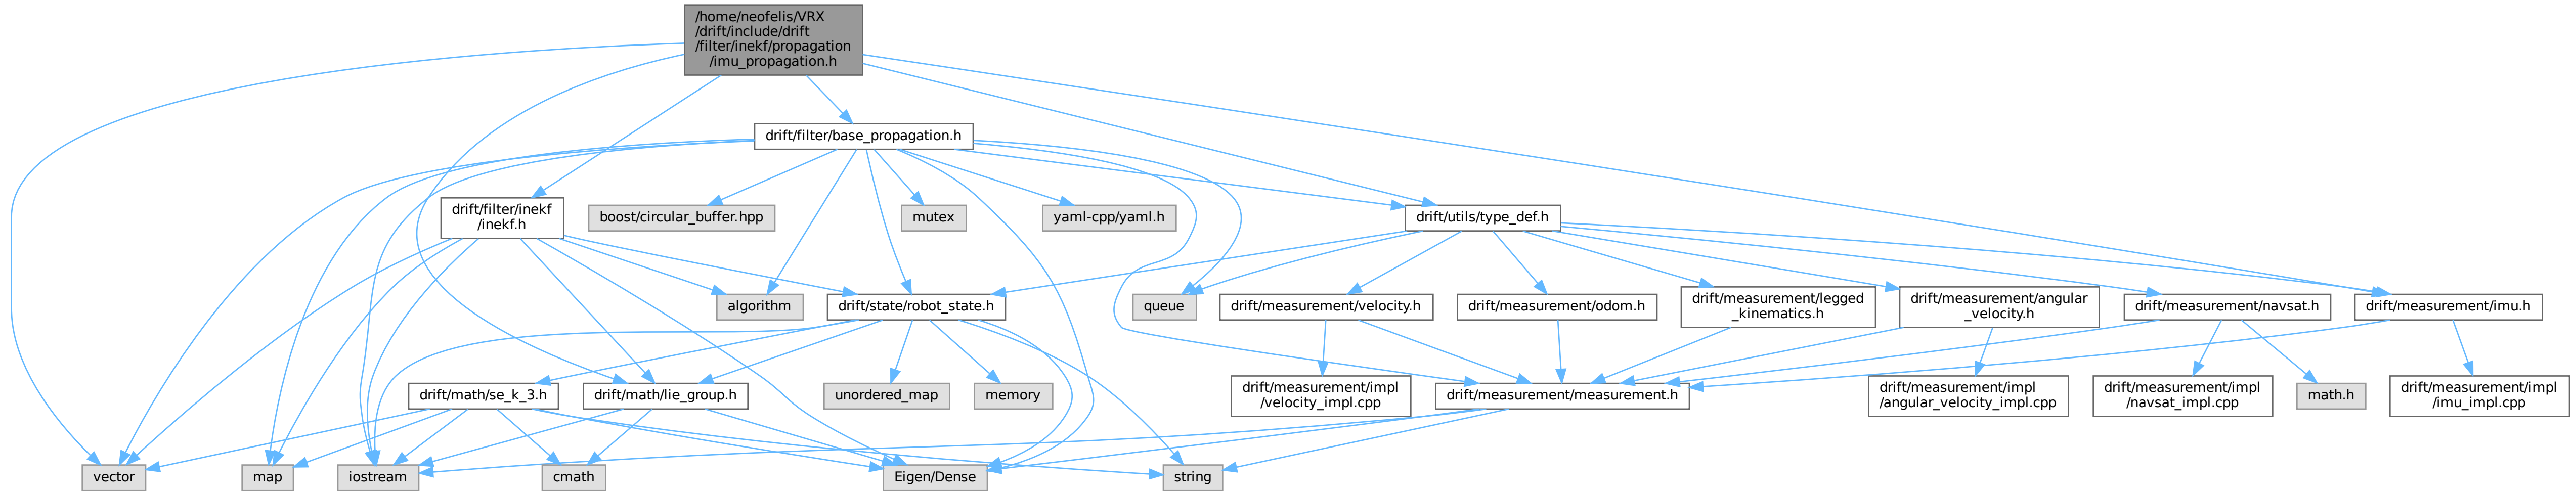 /home/neofelis/VRX
/drift/include/drift
/filter/inekf/propagation
/imu_propagation.h
drift/filter/base_propagation.h
drift/filter/inekf
/inekf.h
boost/circular_buffer.hpp
mutex
yaml-cpp/yaml.h
drift/utils/type_def.h
algorithm
drift/state/robot_state.h
queue
drift/measurement/velocity.h
drift/measurement/odom.h
drift/measurement/legged
_kinematics.h
drift/measurement/angular
_velocity.h
drift/measurement/navsat.h
drift/measurement/imu.h
drift/math/se_k_3.h
drift/math/lie_group.h
unordered_map
memory
drift/measurement/impl
/velocity_impl.cpp
drift/measurement/measurement.h
drift/measurement/impl
/angular_velocity_impl.cpp
drift/measurement/impl
/navsat_impl.cpp
math.h
drift/measurement/impl
/imu_impl.cpp
vector
map
iostream
cmath
Eigen/Dense
string